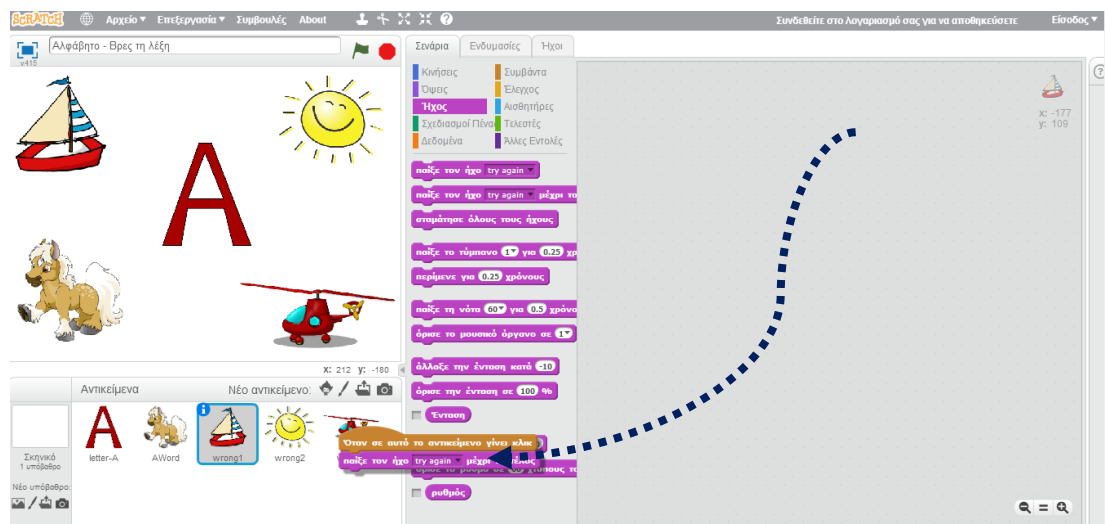 SCRATCH Αρχείο Επεξεργασία Συμβουλές About Συνδεθείτε στο λογαριασμό σας για να αποθηκεύσετε Είσοδος
Αλφάβητο - Βρες τη λέξη
v415
A
X: 212 y: -180
Αντικείμενα Νέο αντικείμενο:
Σκηνικό
1 υπόβαθρο
Νέο υπόβαθρο:
letter-A AWord wrong1 wrong2
Σενάρια Ενδυμασίες Ήχοι
Κινήσεις Συμβάντα
Όψεις Έλεγχος
Ήχος Αισθητήρες
Σχεδιασμοί Πένας Τελεστές
Δεδομένα Άλλες Εντολές
παίξε τον ήχο try again
παίξε τον ήχο try again μέχρι το
σταμάτησε όλους τους ήχους
παίξε το τύμπανο 1 για 0.25 χρ
περίμενε για 0.25 χρόνους
παίξε τη νότα 60 για 0.5 χρόνο
όρισε το μουσικό όργανο σε 1
άλλαξε την ένταση κατά -10
όρισε την ένταση σε 100 %
Ένταση
Όταν σε αυτό το αντικείμενο γίνει κλικ
παίξε τον ήχο try again μέχρι
ρυθμός
x: -177
y: 109